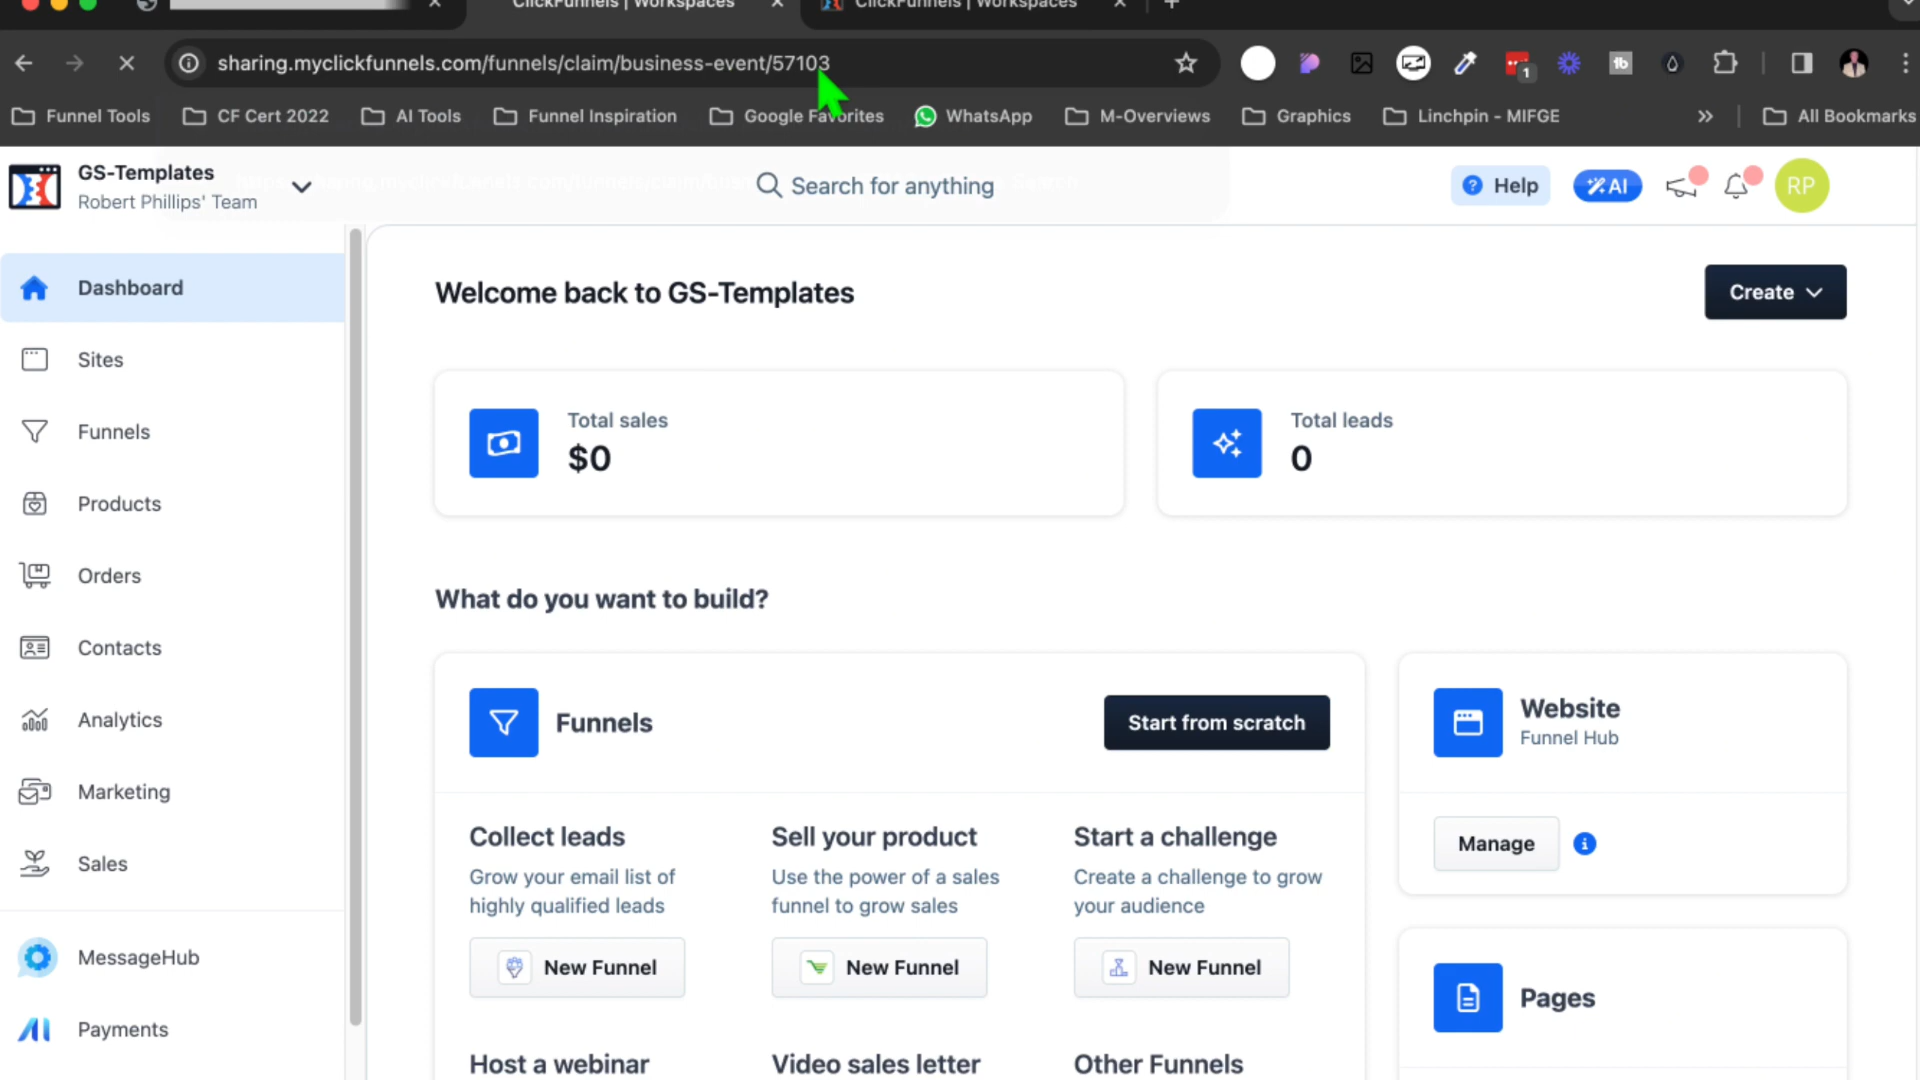 ClickFunnels | Workspaces
ClickFunnels | Workspaces
sharing.myclickfunnels.com/funnels/claim/business-event/57103
1
tb
Funnel Tools
CF Cert 2022
AI Tools
Funnel Inspiration
Google Favorites
WhatsApp
M-Overviews
Graphics
Linchpin - MIFGE
All Bookmarks
GS-Templates
Robert Phillips' Team
Search for anything
Help
AI
RP
Dashboard
Sites
Funnels
Products
Orders
Contacts
Analytics
Marketing
Sales
MessageHub
Payments
Welcome back to GS-Templates
Create
Total sales
$0
Total leads
0
What do you want to build?
Funnels
Start from scratch
Collect leads
Grow your email list of
highly qualified leads
New Funnel
Sell your product
Use the power of a sales
funnel to grow sales
New Funnel
Start a challenge
Create a challenge to grow
your audience
New Funnel
Host a webinar
Video sales letter
Other Funnels
Website
Funnel Hub
Manage
Pages